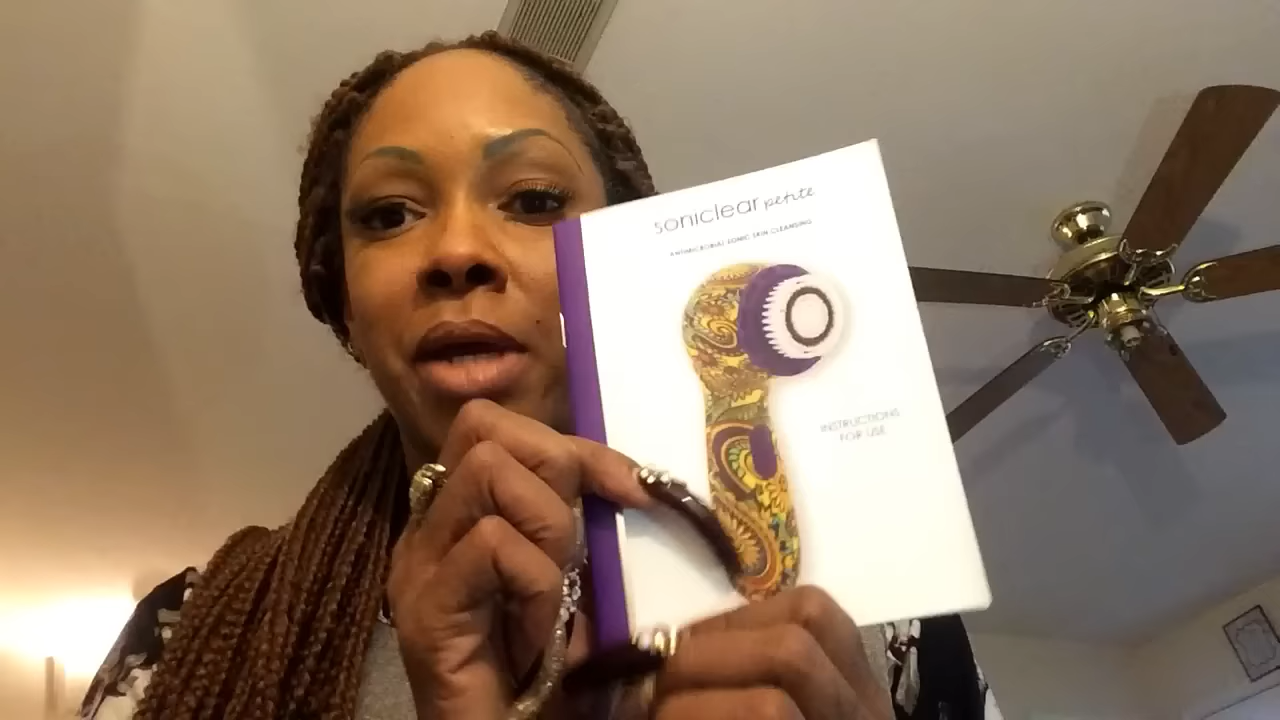 soniclear petite
ANTIMICROBIAL SONIC SKIN CLEANSING
INSTRUCTIONS
FOR USE